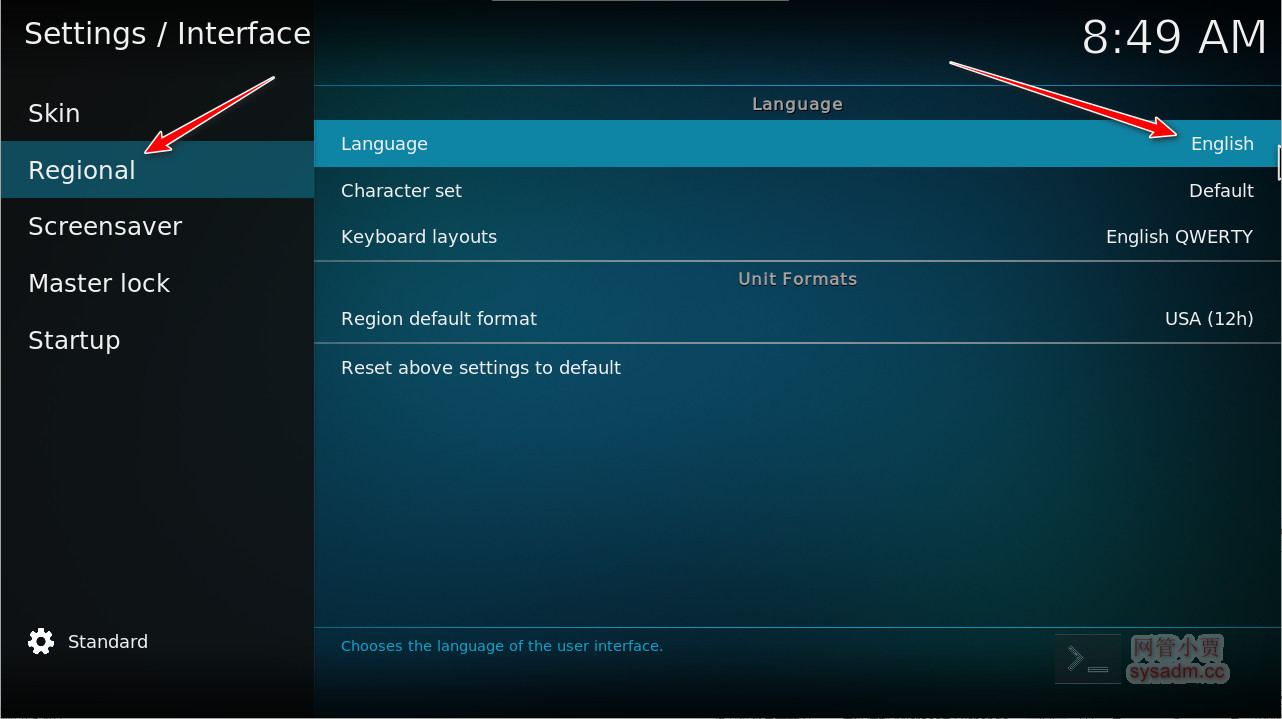 Settings / Interface
8:49 AM
Skin
Regional
Screensaver
Master lock
Startup
Standard
Language
Language English
Character set Default
Keyboard layouts English QWERTY
Unit Formats
Region default format USA (12h)
Reset above settings to default
Chooses the language of the user interface.
网管小贾
sysadm.cc